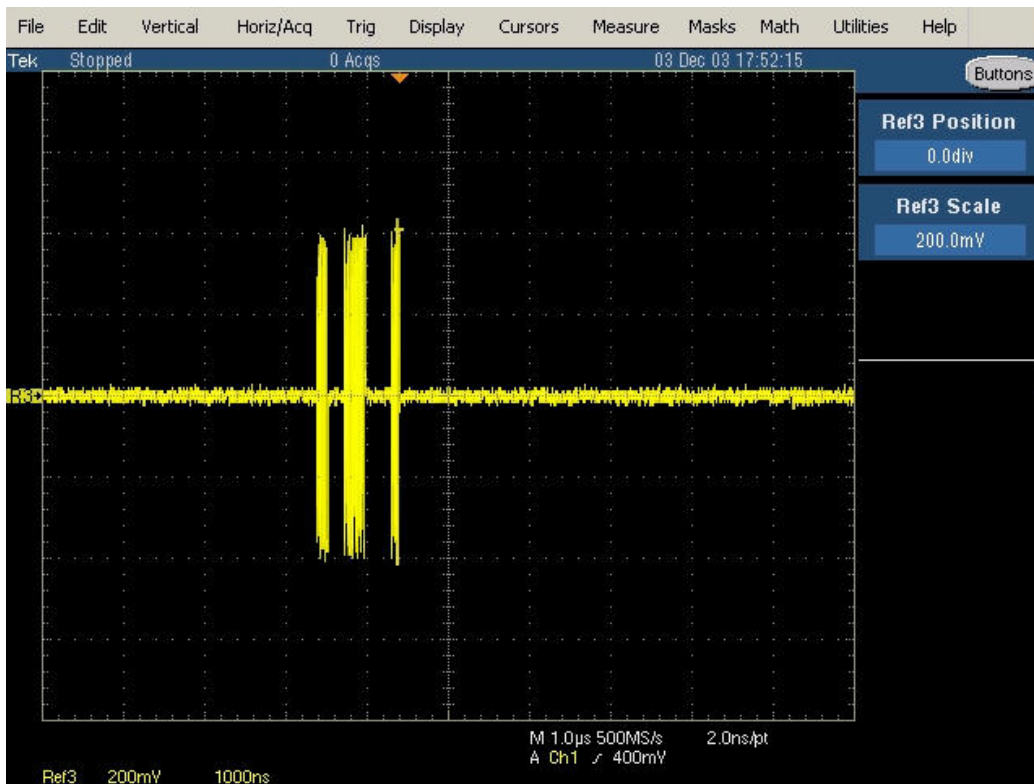 File Edit Vertical Horiz/Acq Trig Display Cursors Measure Masks Math Utilities Help
Tek Stopped 0 Acqs 03 Dec 03 17:52:15
Buttons
Ref3 Position
0.0div
Ref3 Scale
200.0mV
R3
M 1.0µs 500MS/s 2.0ns/pt
A Ch1 400mV
Ref3 200mV 1000ns